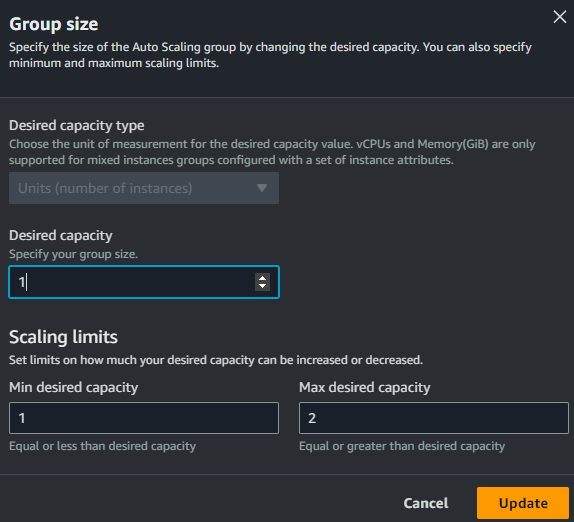 Group size
Specify the size of the Auto Scaling group by changing the desired capacity. You can also specify
minimum and maximum scaling limits.
Desired capacity type
Choose the unit of measurement for the desired capacity value. vCPUs and Memory(GiB) are only
supported for mixed instances groups configured with a set of instance attributes.
Units (number of instances)
Desired capacity
Specify your group size.
1
Scaling limits
Set limits on how much your desired capacity can be increased or decreased.
Min desired capacity
1
Equal or less than desired capacity
Max desired capacity
2
Equal or greater than desired capacity
Cancel
Update